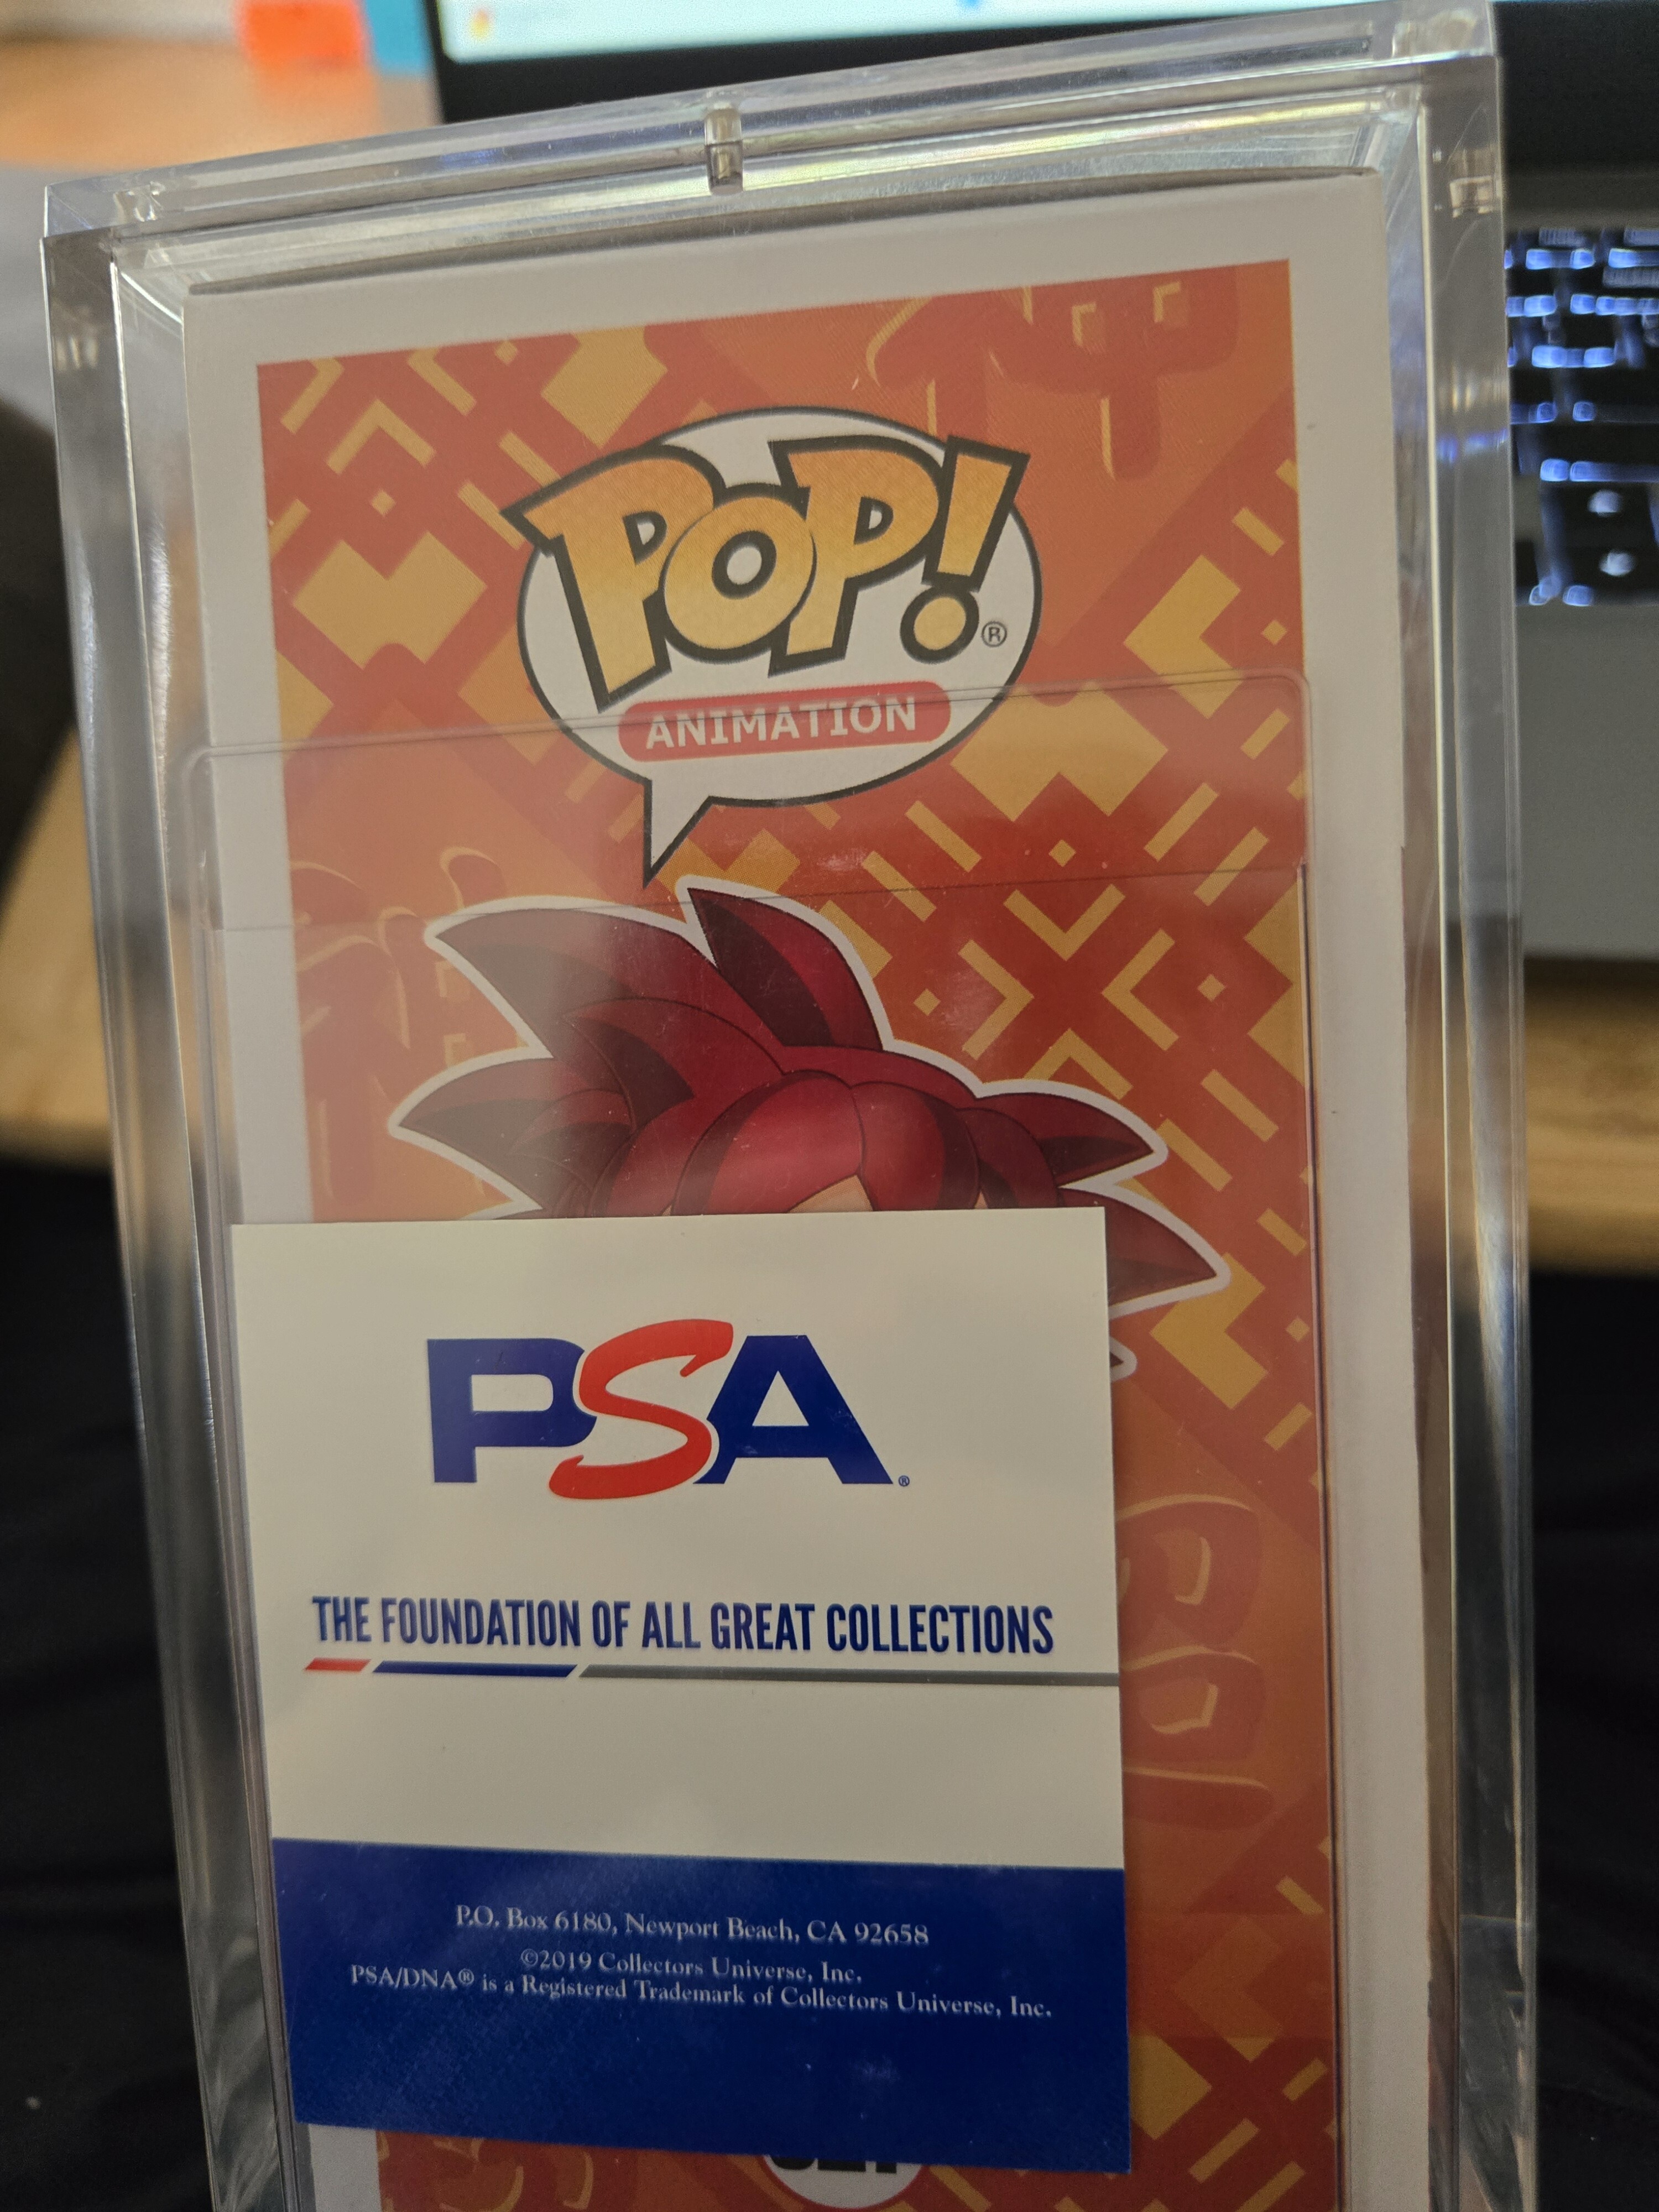 POP!®
ANIMATION
PSA®
THE FOUNDATION OF ALL GREAT COLLECTIONS
P.O. Box 6180, Newport Beach, CA 92658
©2019 Collectors Universe, Inc.
PSA/DNA® is a Registered Trademark of Collectors Universe, Inc.